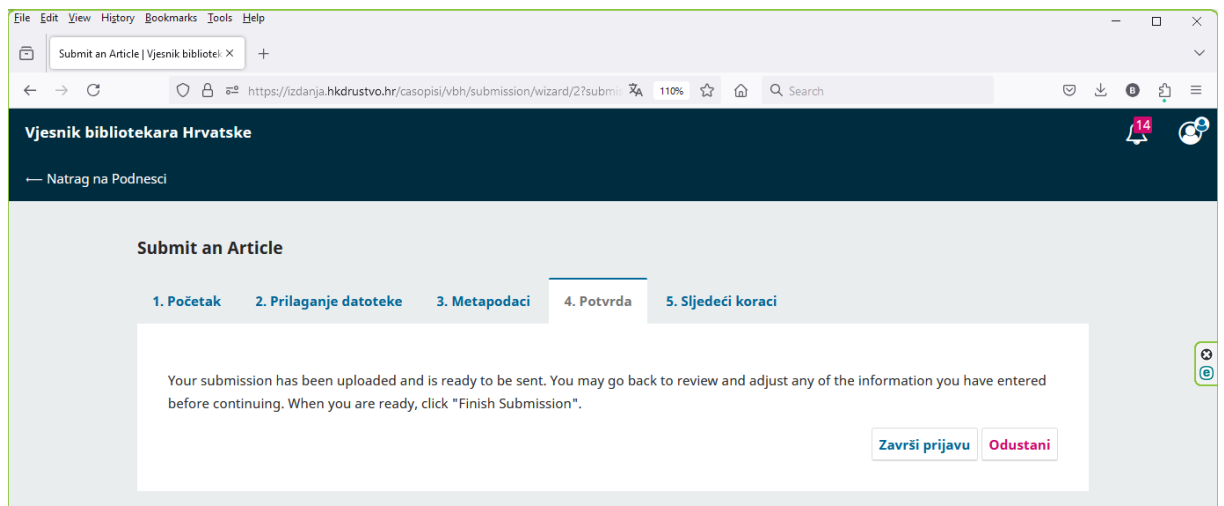 File Edit View History Bookmarks Tools Help
Submit an Article | Vjesnik bibliotek
https://izdanja.hkdrustvo.hr/casopisi/vbh/submission/wizard/2?submis 110% Search
Vjesnik bibliotekara Hrvatske
14
← Natrag na Podnesci
Submit an Article
1. Početak 2. Prilaganje datoteke 3. Metapodaci 4. Potvrda 5. Sljedeći koraci
Your submission has been uploaded and is ready to be sent. You may go back to review and adjust any of the information you have entered
before continuing. When you are ready, click "Finish Submission".
Završi prijavu Odustani